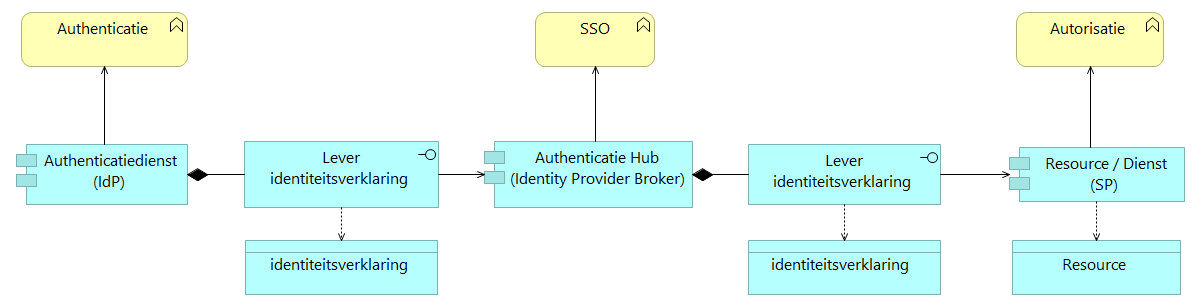 Authenticatie
SSO
Autorisatie
Authenticatiedienst
(IdP)
Lever
identiteitsverklaring
Authenticatie Hub
(Identity Provider Broker)
Lever
identiteitsverklaring
Resource / Dienst
(SP)
identiteitsverklaring
identiteitsverklaring
Resource